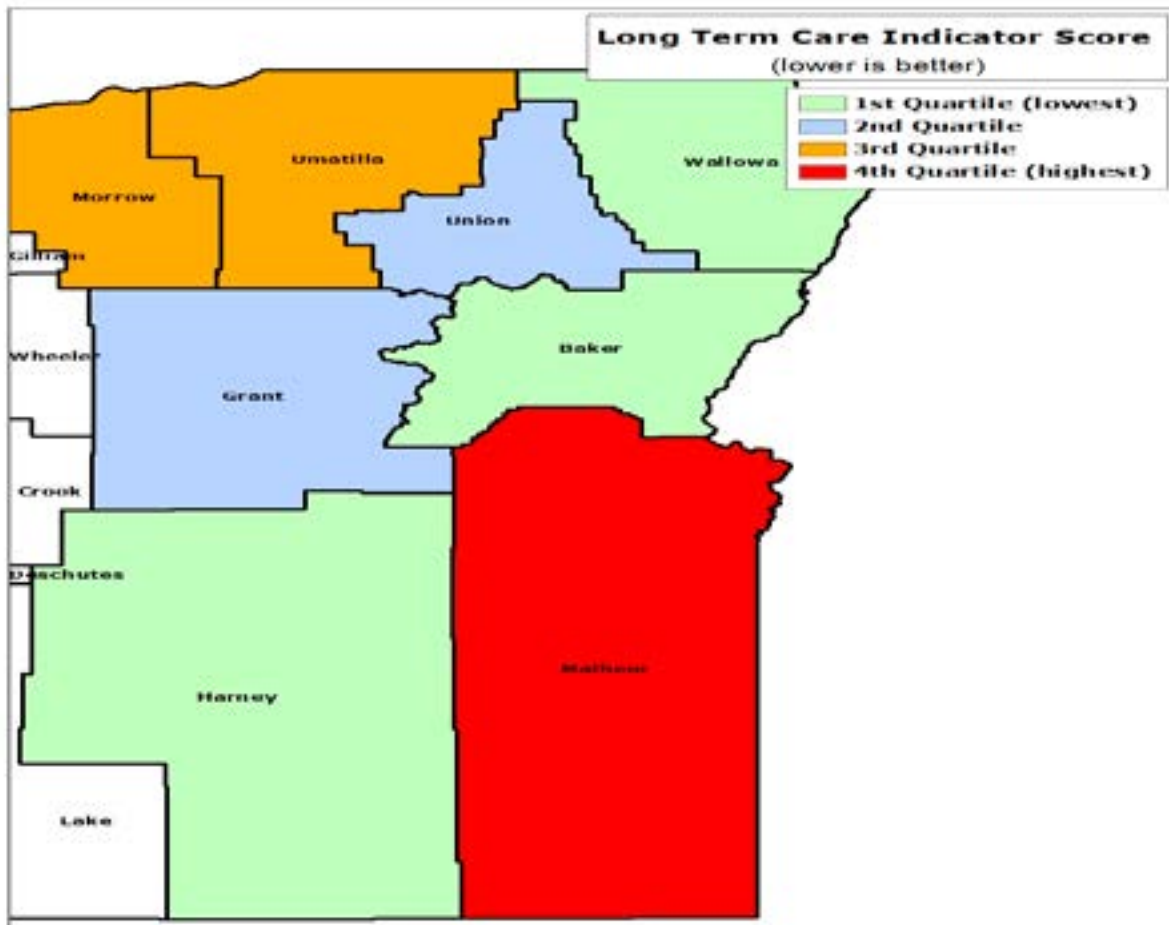 Long Term Care Indicator Score
(lower is better)
1st Quartile (lowest)
2nd Quartile
3rd Quartile
4th Quartile (highest)
Umatilla
Wallowa
Morrow
Union
Gilliam
Baker
Wheeler
Grant
Crook
Deschutes
Malheur
Harney
Lake